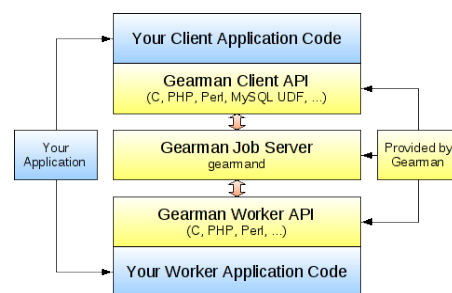 Your Client Application Code
Gearman Client API
(C, PHP, Perl, MySQL UDF, ...)
Your
Application
Gearman Job Server
gearmand
Provided by
Gearman
Gearman Worker API
(C, PHP, Perl, ...)
Your Worker Application Code